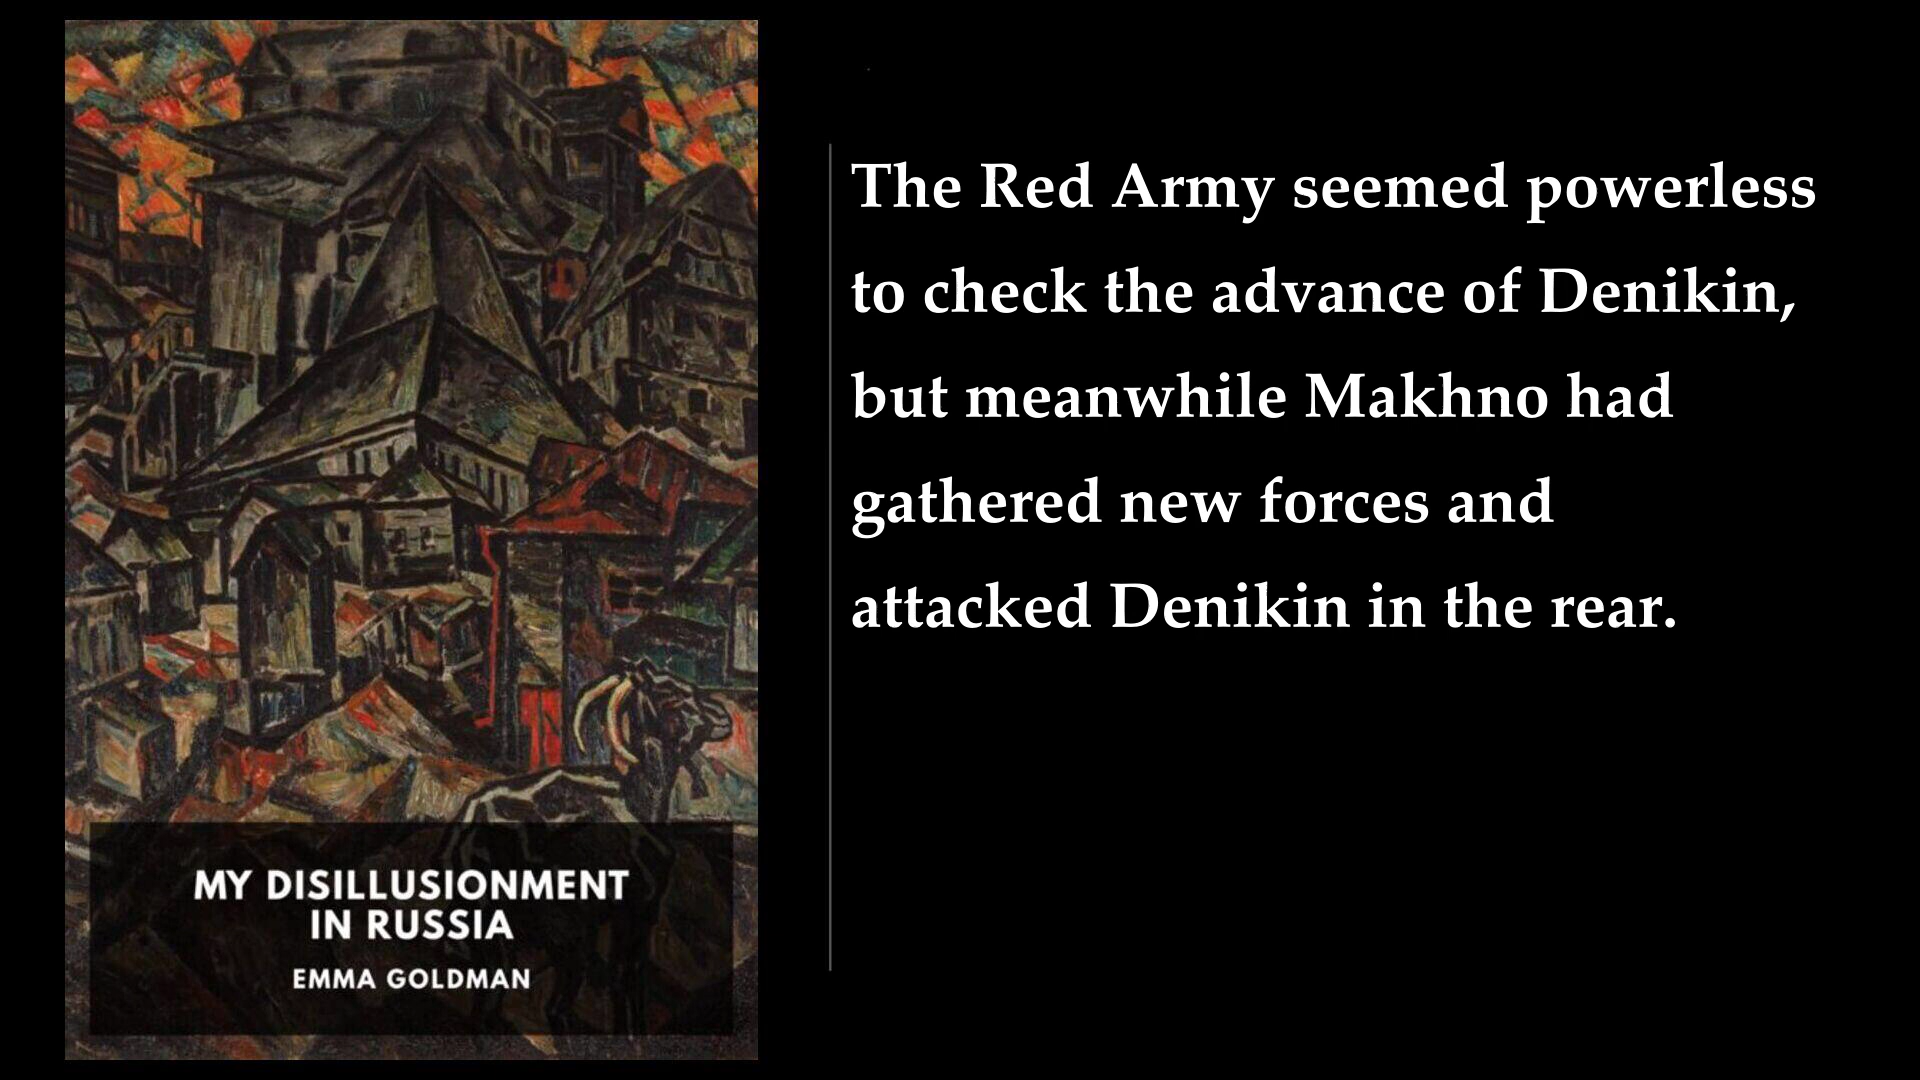 The Red Army seemed powerless
to check the advance of Denikin,
but meanwhile Makhno had
gathered new forces and
attacked Denikin in the rear.
MY DISILLUSIONMENT
IN RUSSIA
EMMA GOLDMAN